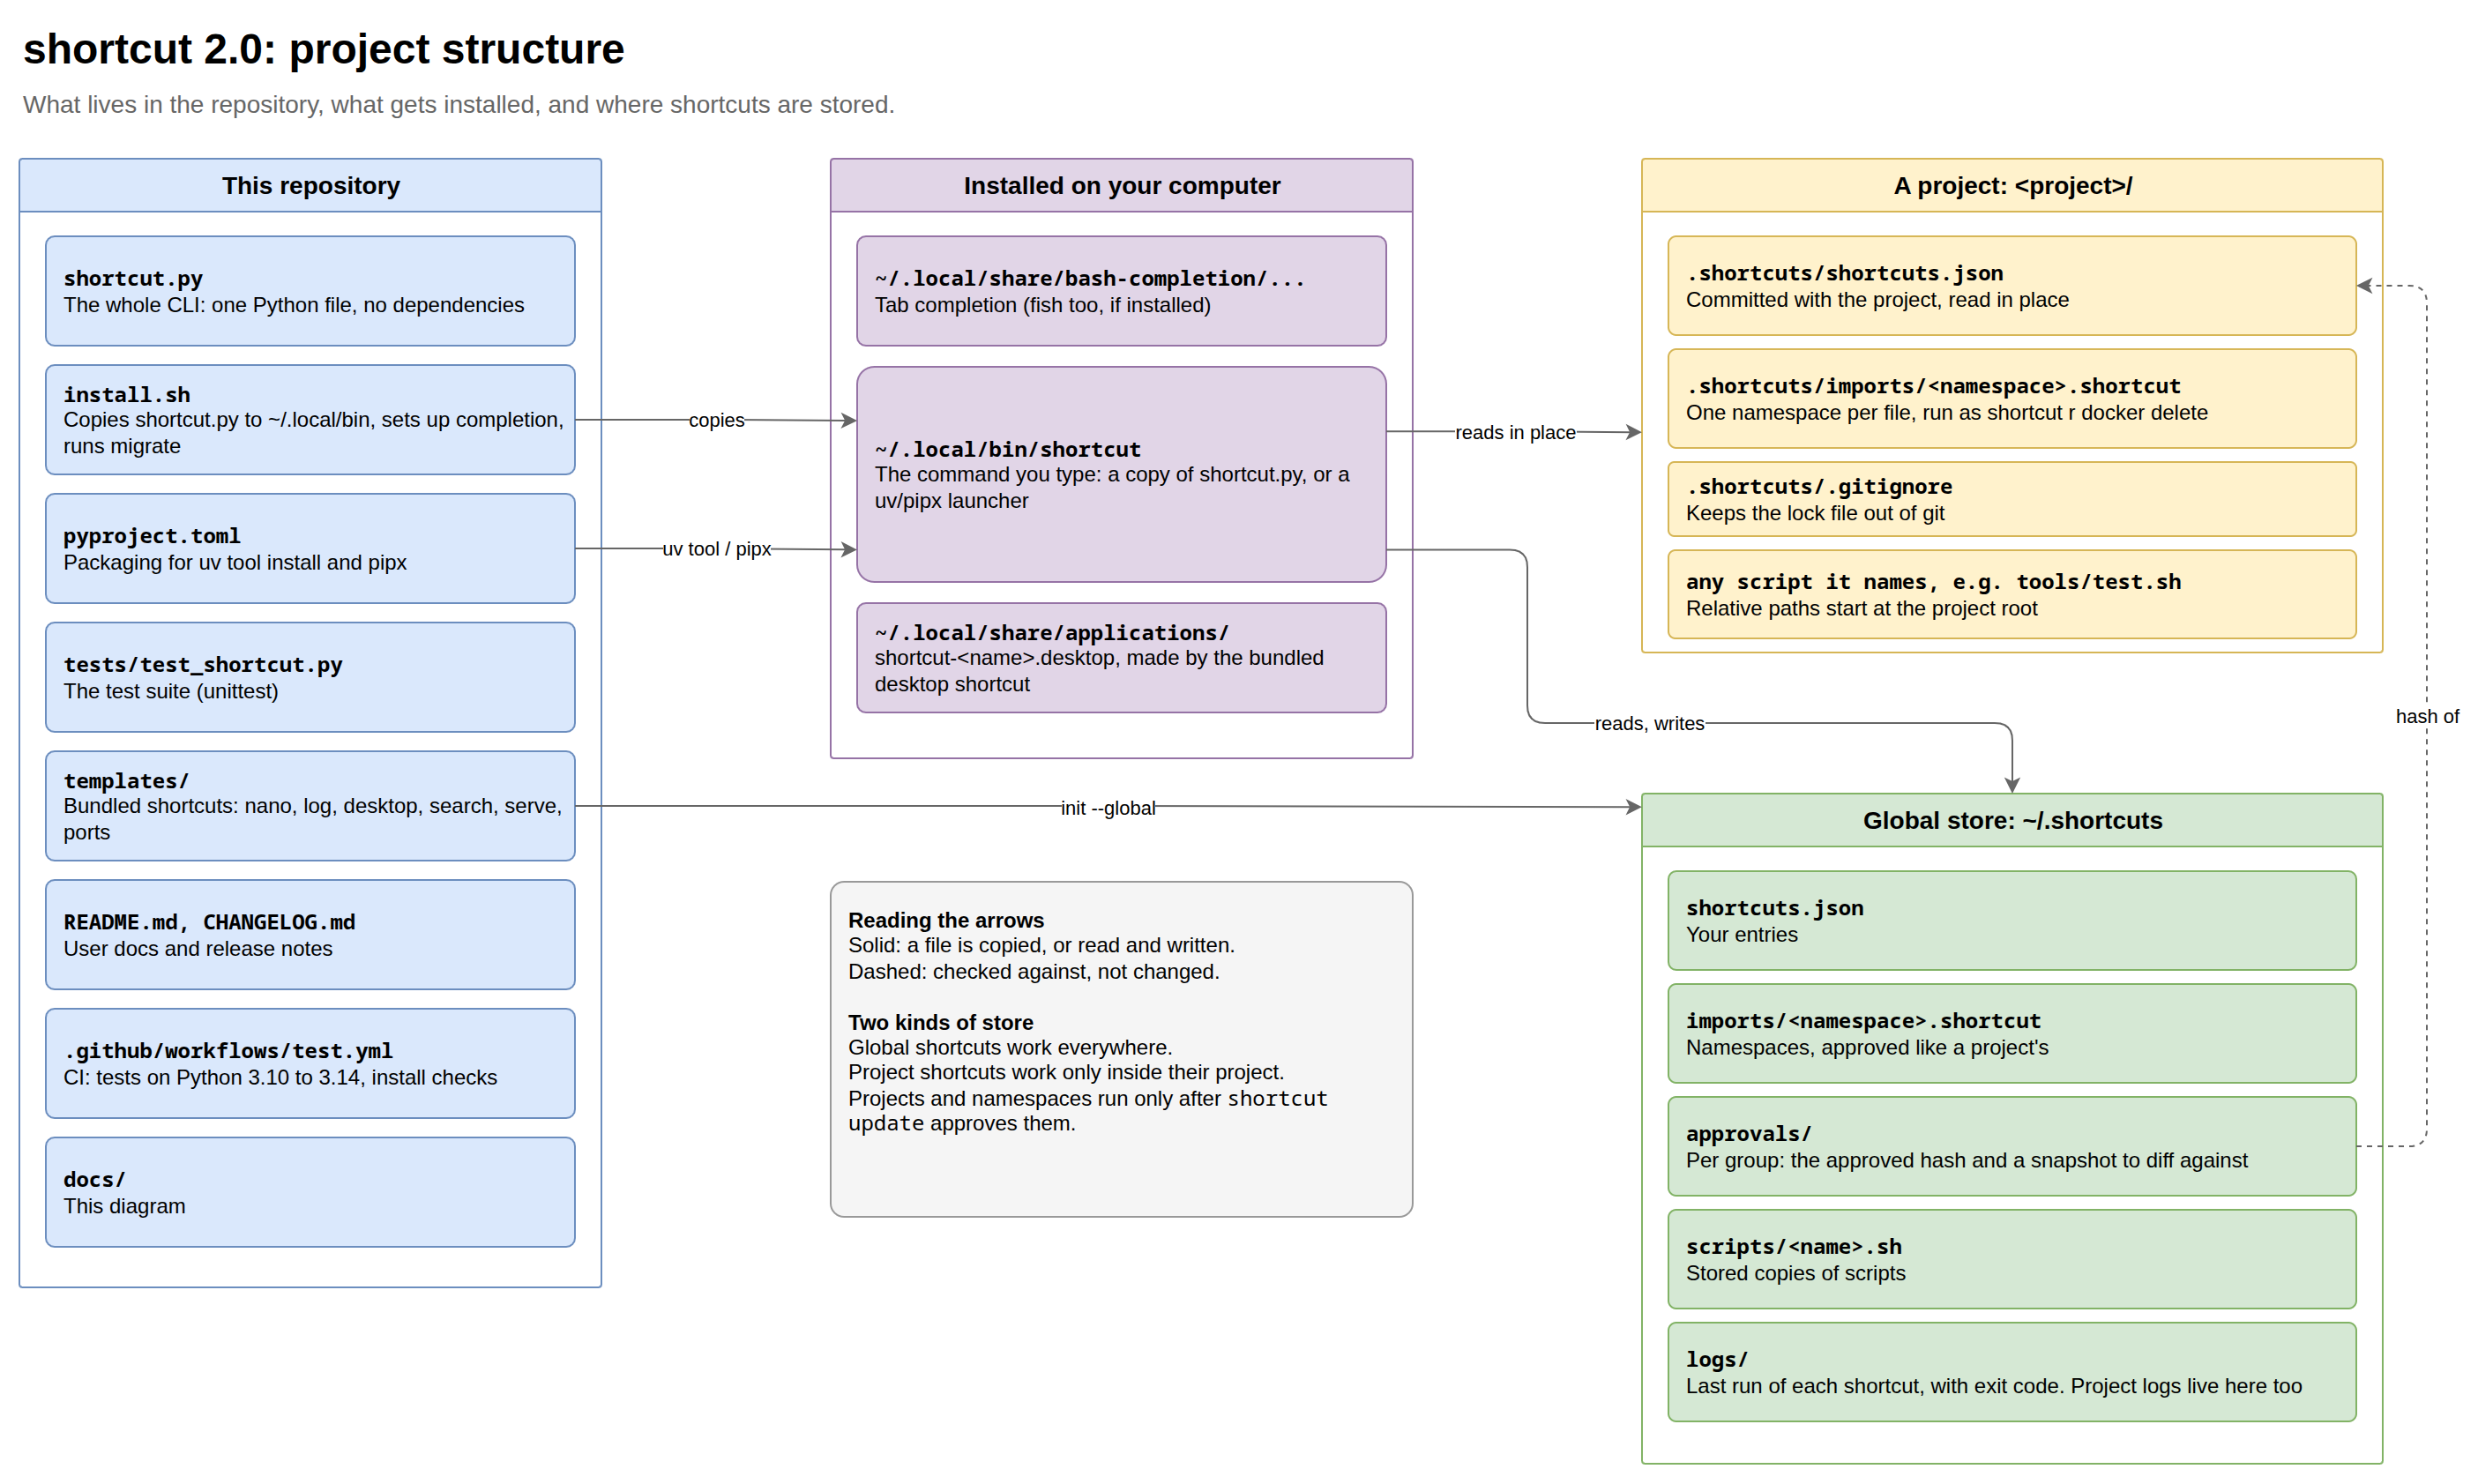 shortcut 2.0: project structure
What lives in the repository, what gets installed, and where shortcuts are stored.
This repository
shortcut.py
The whole CLI: one Python file, no dependencies
install.sh
Copies shortcut.py to ~/.local/bin, sets up completion,
runs migrate
pyproject.toml
Packaging for uv tool install and pipx
tests/test_shortcut.py
The test suite (unittest)
templates/
Bundled shortcuts: nano, log, desktop, search, serve,
ports
README.md, CHANGELOG.md
User docs and release notes
.github/workflows/test.yml
CI: tests on Python 3.10 to 3.14, install checks
docs/
This diagram
copies
uv tool / pipx
init --global
Installed on your computer
~/.local/share/bash-completion/...
Tab completion (fish too, if installed)
~/.local/bin/shortcut
The command you type: a copy of shortcut.py, or a
uv/pipx launcher
~/.local/share/applications/
shortcut-<name>.desktop, made by the bundled
desktop shortcut
Reading the arrows
Solid: a file is copied, or read and written.
Dashed: checked against, not changed.
Two kinds of store
Global shortcuts work everywhere.
Project shortcuts work only inside their project.
Projects and namespaces run only after shortcut
update approves them.
reads in place
reads, writes
A project: <project>/
.shortcuts/shortcuts.json
Committed with the project, read in place
.shortcuts/imports/<namespace>.shortcut
One namespace per file, run as shortcut r docker delete
.shortcuts/.gitignore
Keeps the lock file out of git
any script it names, e.g. tools/test.sh
Relative paths start at the project root
hash of
Global store: ~/.shortcuts
shortcuts.json
Your entries
imports/<namespace>.shortcut
Namespaces, approved like a project's
approvals/
Per group: the approved hash and a snapshot to diff against
scripts/<name>.sh
Stored copies of scripts
logs/
Last run of each shortcut, with exit code. Project logs live here too